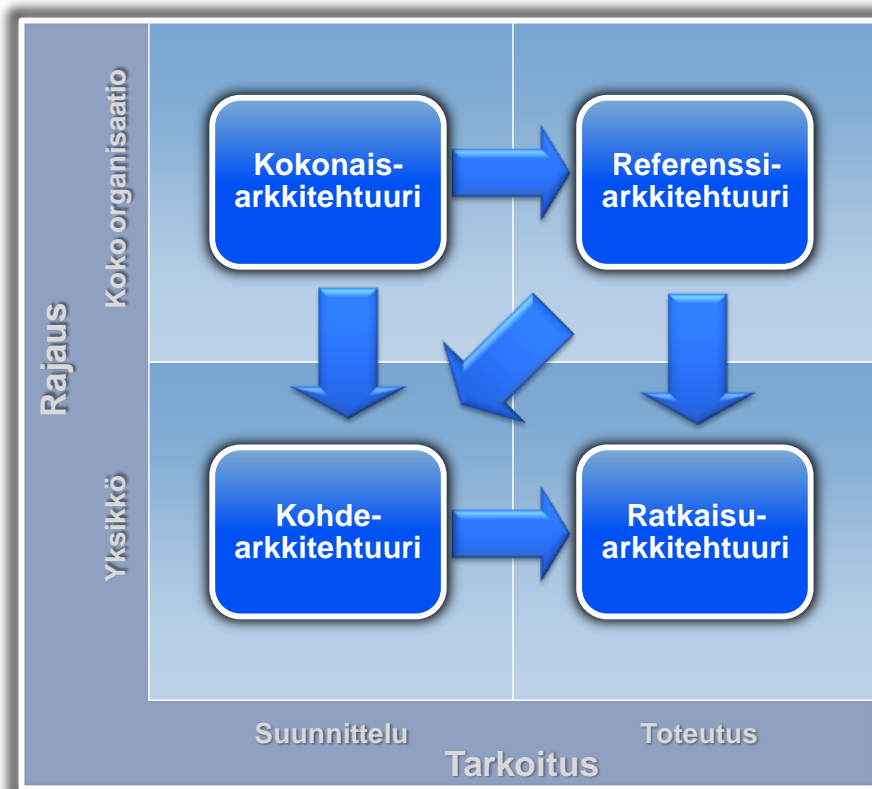 Rajaus
Koko organisaatio
Kokonais-
arkkitehtuuri
Referenssi-
arkkitehtuuri
Yksikkö
Kohde-
arkkitehtuuri
Ratkaisu-
arkkitehtuuri
Suunnittelu
Toteutus
Tarkoitus